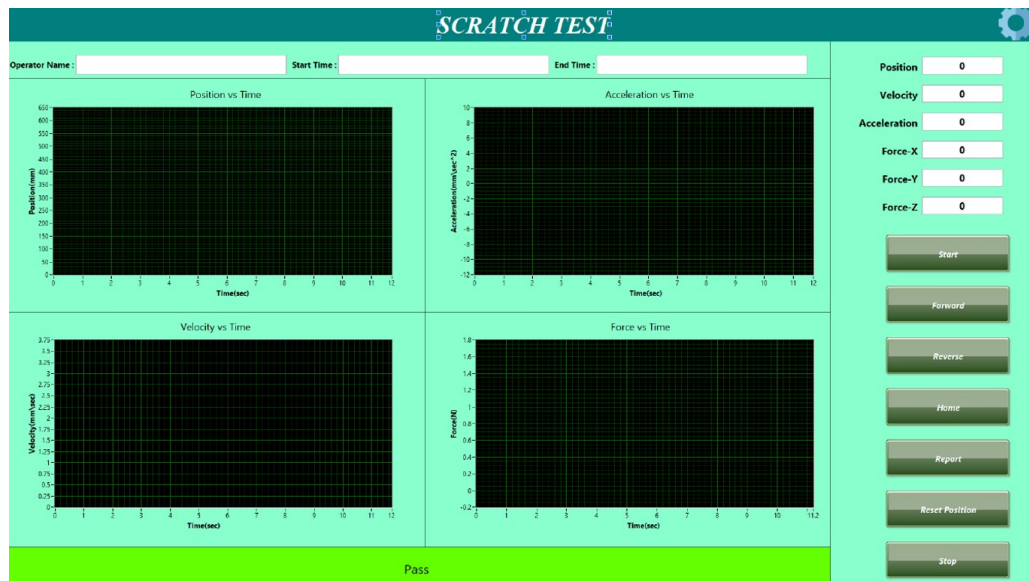 SCRATCH TEST
Operator Name :
Start Time :
End Time :
Position vs Time
Position(mm)
650
600
550
500
450
400
350
300
250
200
150
100
50
0
0 1 2 3 4 5 6 7 8 9 10 11 12
Time(sec)
Acceleration vs Time
Acceleration(mm\sec^2)
10
8
6
4
2
0
-2
-4
-6
-8
-10
-12
0 1 2 3 4 5 6 7 8 9 10 11 12
Time(sec)
Velocity vs Time
Velocity(mm\sec)
3.75
3.5
3.25
3
2.75
2.5
2.25
2
1.75
1.5
1.25
1
0.75
0.5
0.25
0
0 1 2 3 4 5 6 7 8 9 10 11 12
Time(sec)
Force vs Time
Force(N)
1.8
1.6
1.4
1.2
1
0.8
0.6
0.4
0.2
0
-0.2
0 1 2 3 4 5 6 7 8 9 10 11.2
Time(sec)
Pass
Position 0
Velocity 0
Acceleration 0
Force-X 0
Force-Y 0
Force-Z 0
Start
Forward
Reverse
Home
Report
Reset Position
Stop